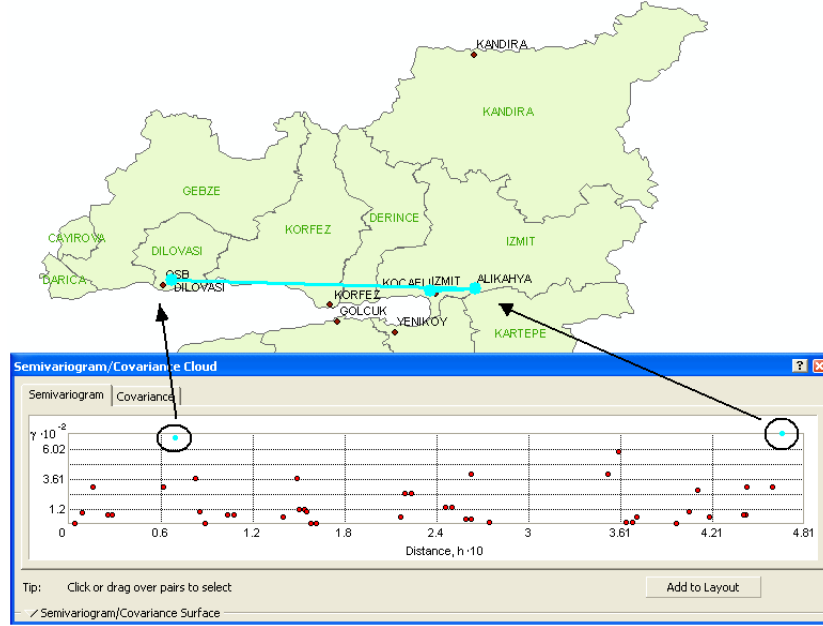 KANDIRA
KANDIRA
GEBZE
DERINCE
CAYIROVA
KORFEZ
IZMIT
DILOVASI
DARICA
OSB
DILOVASI
KOCAELI
IZMIT
ALIKAHYA
KORFEZ
GOLCUK
YENIKOY
KARTEPE
Semivariogram/Covariance Cloud
Semivariogram Covariance
γ ·10⁻²
6.02
3.61
1.2
0 0.6 1.2 1.8 2.4 3 3.61 4.21 4.81
Distance, h ·10
Tip: Click or drag over pairs to select Add to Layout
Semivariogram/Covariance Surface